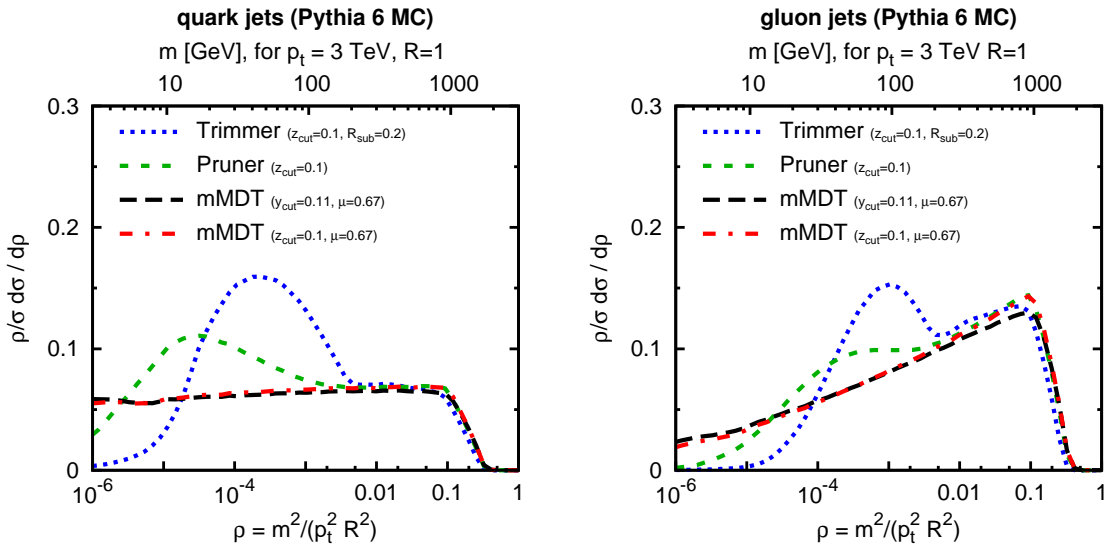 quark jets (Pythia 6 MC)
m [GeV], for pt = 3 TeV, R=1
10 100 1000
0.3
0.2
0.1
0
ρ/σ dσ / dρ
Trimmer (zcut=0.1, Rsub=0.2)
Pruner (zcut=0.1)
mMDT (ycut=0.11, μ=0.67)
mMDT (zcut=0.1, μ=0.67)
10-6 10-4 0.01 0.1 1
ρ = m2/(pt2 R2)
gluon jets (Pythia 6 MC)
m [GeV], for pt = 3 TeV, R=1
10 100 1000
0.3
0.2
0.1
0
ρ/σ dσ / dρ
Trimmer (zcut=0.1, Rsub=0.2)
Pruner (zcut=0.1)
mMDT (ycut=0.11, μ=0.67)
mMDT (zcut=0.1, μ=0.67)
10-6 10-4 0.01 0.1 1
ρ = m2/(pt2 R2)